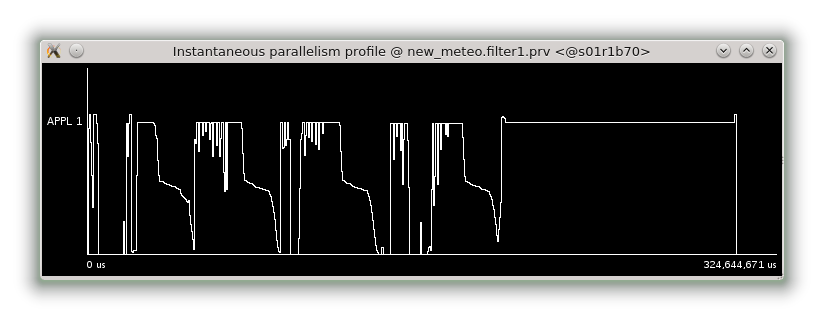 Instantaneous parallelism profile @ new_meteo.filter1.prv <@s01r1b70>
APPL 1
0 us
324,644,671 us